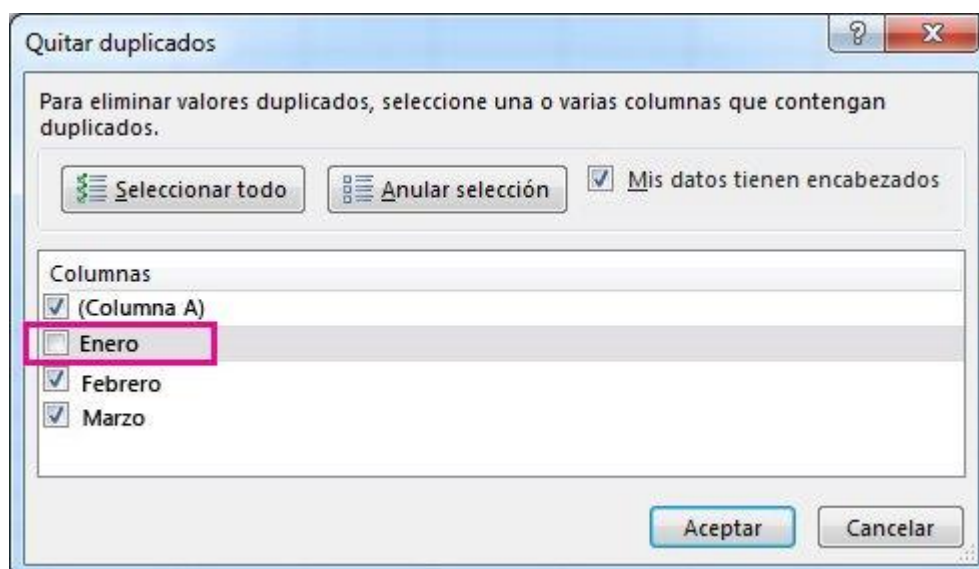 Quitar duplicados
Para eliminar valores duplicados, seleccione una o varias columnas que contengan
duplicados.
Seleccionar todo
Anular selección
Mis datos tienen encabezados
Columnas
(Columna A)
Enero
Febrero
Marzo
Aceptar
Cancelar